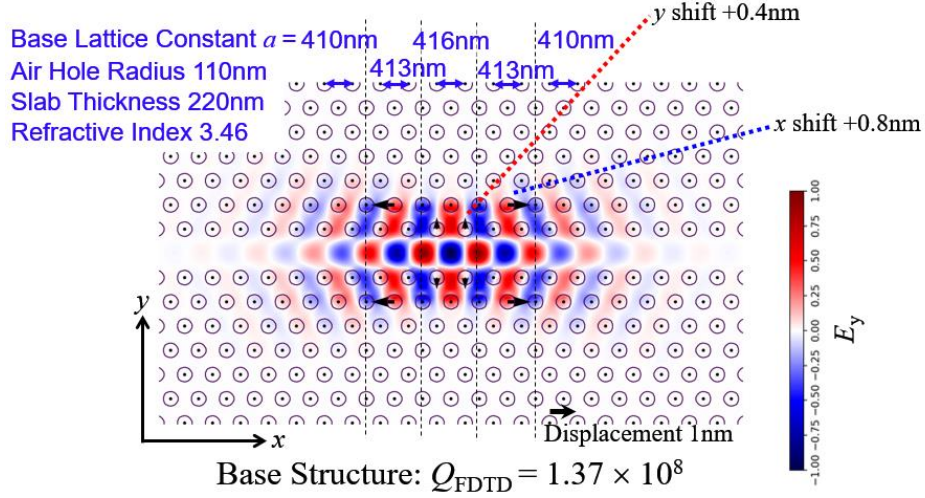 y shift +0.4nm
Base Lattice Constant a = 410nm 416nm 410nm
Air Hole Radius 110nm 413nm 413nm
Slab Thickness 220nm
Refractive Index 3.46
x shift +0.8nm
y
x
Displacement 1nm
1.00
0.75
0.50
0.25
0.00
−0.25
−0.50
−0.75
−1.00
Ey
Base Structure: QFDTD = 1.37 × 10⁸